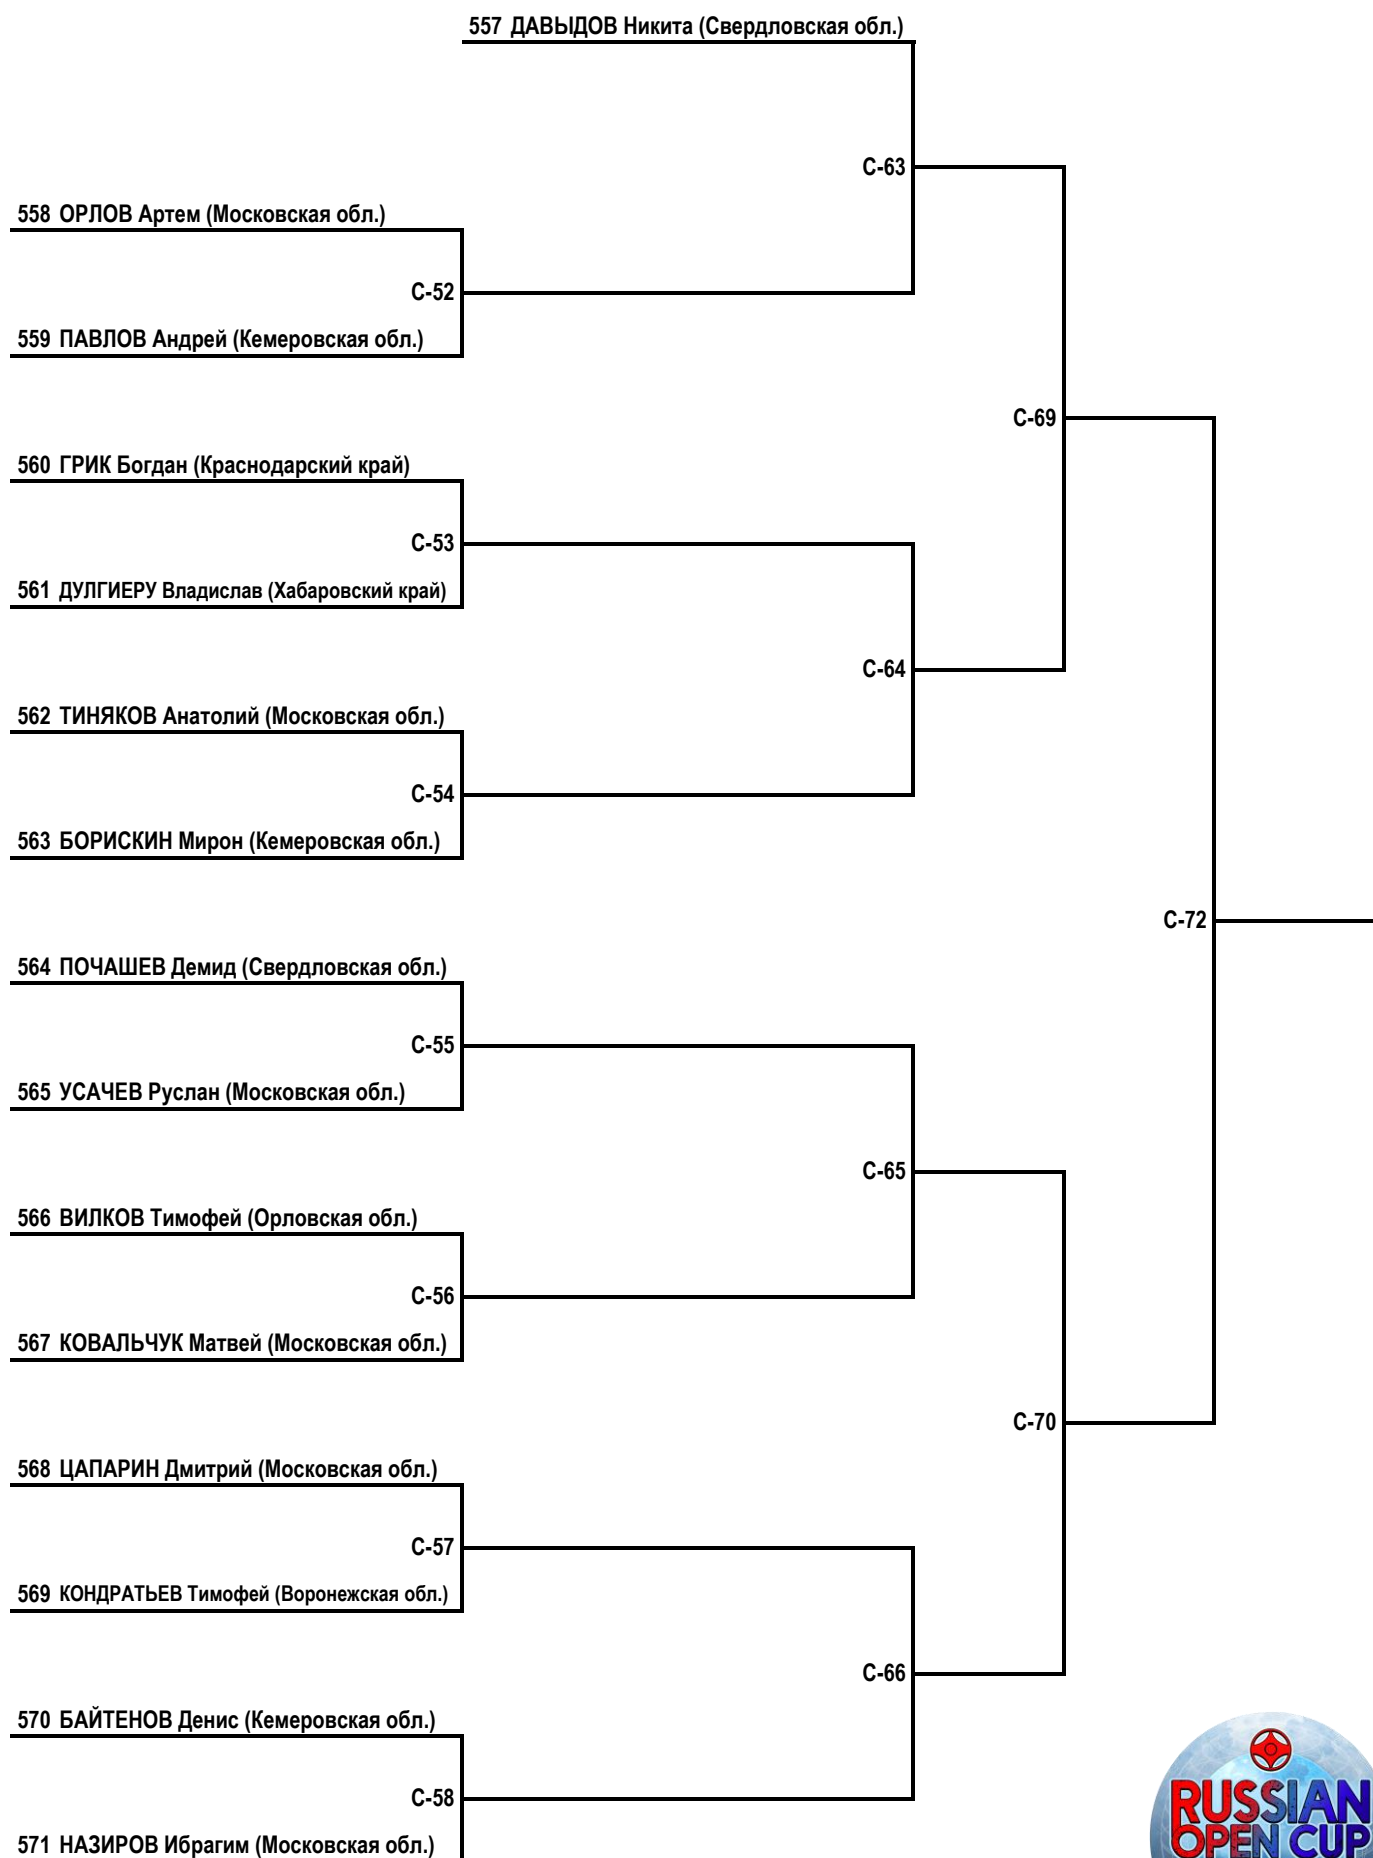 557 ДАВЫДОВ Никита (Свердловская обл.)
С-63
558 ОРЛОВ Артем (Московская обл.)
С-52
559 ПАВЛОВ Андрей (Кемеровская обл.)
С-69
560 ГРИК Богдан (Краснодарский край)
С-53
561 ДУЛГИЕРУ Владислав (Хабаровский край)
С-64
562 ТИНЯКОВ Анатолий (Московская обл.)
С-54
563 БОРИСКИН Мирон (Кемеровская обл.)
С-72
564 ПОЧАШЕВ Демид (Свердловская обл.)
С-55
565 УСАЧЕВ Руслан (Московская обл.)
С-65
566 ВИЛКОВ Тимофей (Орловская обл.)
С-56
567 КОВАЛЬЧУК Матвей (Московская обл.)
С-70
568 ЦАПАРИН Дмитрий (Московская обл.)
С-57
569 КОНДРАТЬЕВ Тимофей (Воронежская обл.)
С-66
570 БАЙТЕНОВ Денис (Кемеровская обл.)
С-58
571 НАЗИРОВ Ибрагим (Московская обл.)
RUSSIAN
OPEN CUP